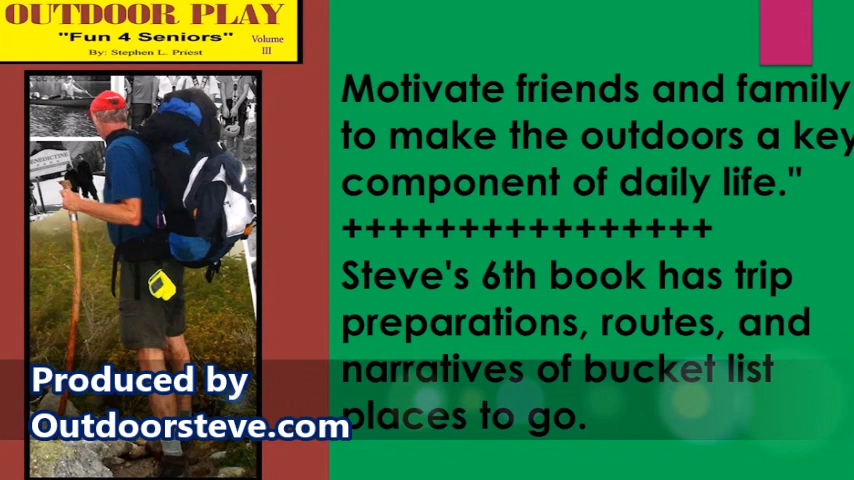 OUTDOOR PLAY
"Fun 4 Seniors" Volume
III
By: Stephen L. Priest
BENEDICTINE
Motivate friends and family
to make the outdoors a key
component of daily life."
++++++++++++++++
Steve's 6th book has trip
preparations, routes, and
narratives of bucket list
places to go.
Produced by
Outdoorsteve.com